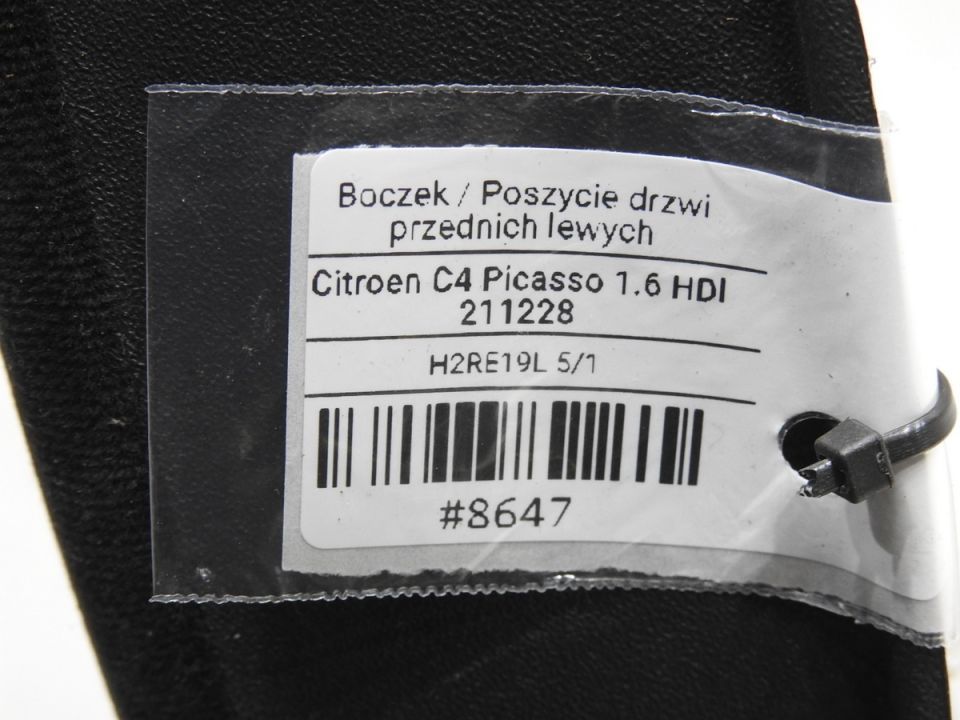 Boczek / Poszycie drzwi
przednich lewych
Citroen C4 Picasso 1.6 HDI
211228
H2RE19L 5/1
#8647